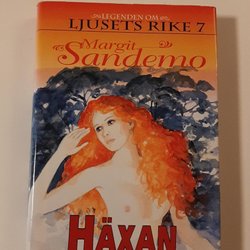 LEGENDEN OM
LJUSETS RIKE 7
Margit
Sandemo
HÄXAN